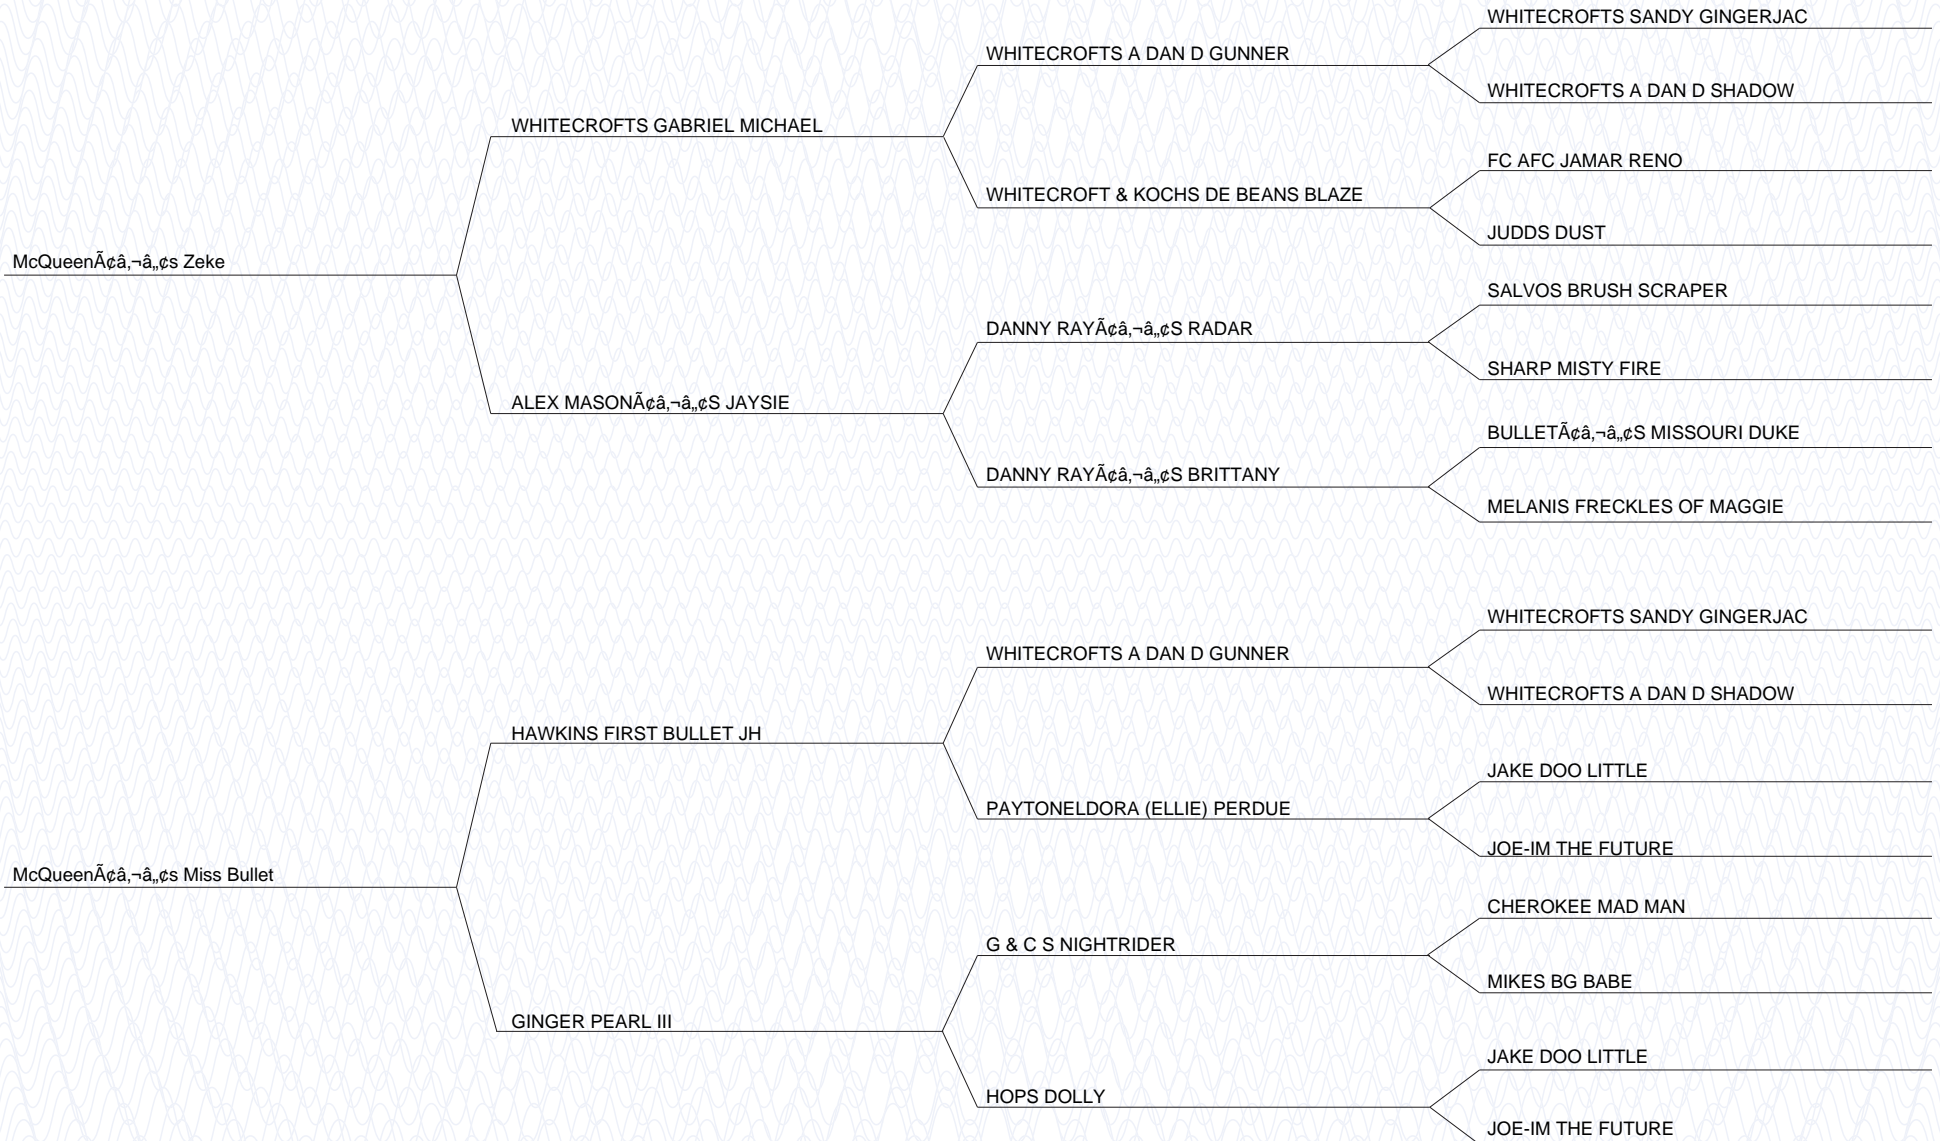 WHITECROFTS SANDY GINGERJAC
WHITECROFTS A DAN D GUNNER
WHITECROFTS A DAN D SHADOW
WHITECROFTS GABRIEL MICHAEL
FC AFC JAMAR RENO
WHITECROFT & KOCHS DE BEANS BLAZE
JUDDS DUST
McQueenÃ¢â‚¬â„¢s Zeke
SALVOS BRUSH SCRAPER
DANNY RAYÃ¢â‚¬â„¢S RADAR
SHARP MISTY FIRE
ALEX MASONÃ¢â‚¬â„¢S JAYSIE
BULLETÃ¢â‚¬â„¢S MISSOURI DUKE
DANNY RAYÃ¢â‚¬â„¢S BRITTANY
MELANIS FRECKLES OF MAGGIE
WHITECROFTS SANDY GINGERJAC
WHITECROFTS A DAN D GUNNER
WHITECROFTS A DAN D SHADOW
HAWKINS FIRST BULLET JH
JAKE DOO LITTLE
PAYTONELDORA (ELLIE) PERDUE
JOE-IM THE FUTURE
McQueenÃ¢â‚¬â„¢s Miss Bullet
CHEROKEE MAD MAN
G & C S NIGHTRIDER
MIKES BG BABE
GINGER PEARL III
JAKE DOO LITTLE
HOPS DOLLY
JOE-IM THE FUTURE